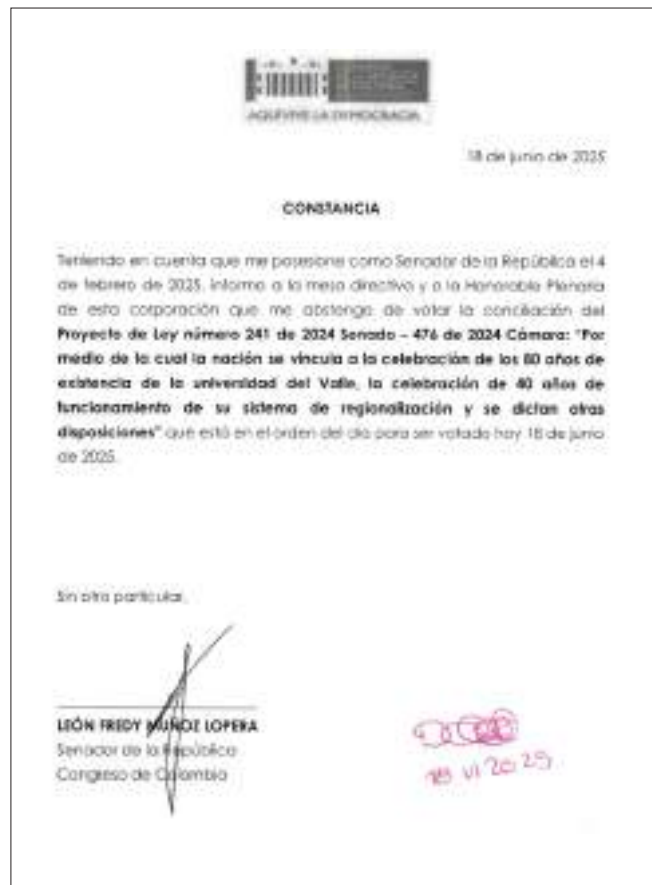 AQUÍ VIVE LA DEMOCRACIA
18 de junio de 2025
CONSTANCIA
Teniendo en cuenta que me posesione como Senador de la República el 4
de febrero de 2025, informo a la mesa directiva y a la Honorable Plenaria
de esta corporación que me abstengo de votar la conciliación del
Proyecto de Ley número 241 de 2024 Senado – 476 de 2024 Cámara: "Por
medio de la cual la nación se vincula a la celebración de los 80 años de
existencia de la universidad del Valle, la celebración de 40 años de
funcionamiento de su sistema de regionalización y se dictan otras
disposiciones" que está en el orden del día para ser votado hoy 18 de junio
de 2025.
Sin otro particular,
LEÓN FREDY MUÑOZ LOPERA
Senador de la República
Congreso de Colombia
18 VI 2025